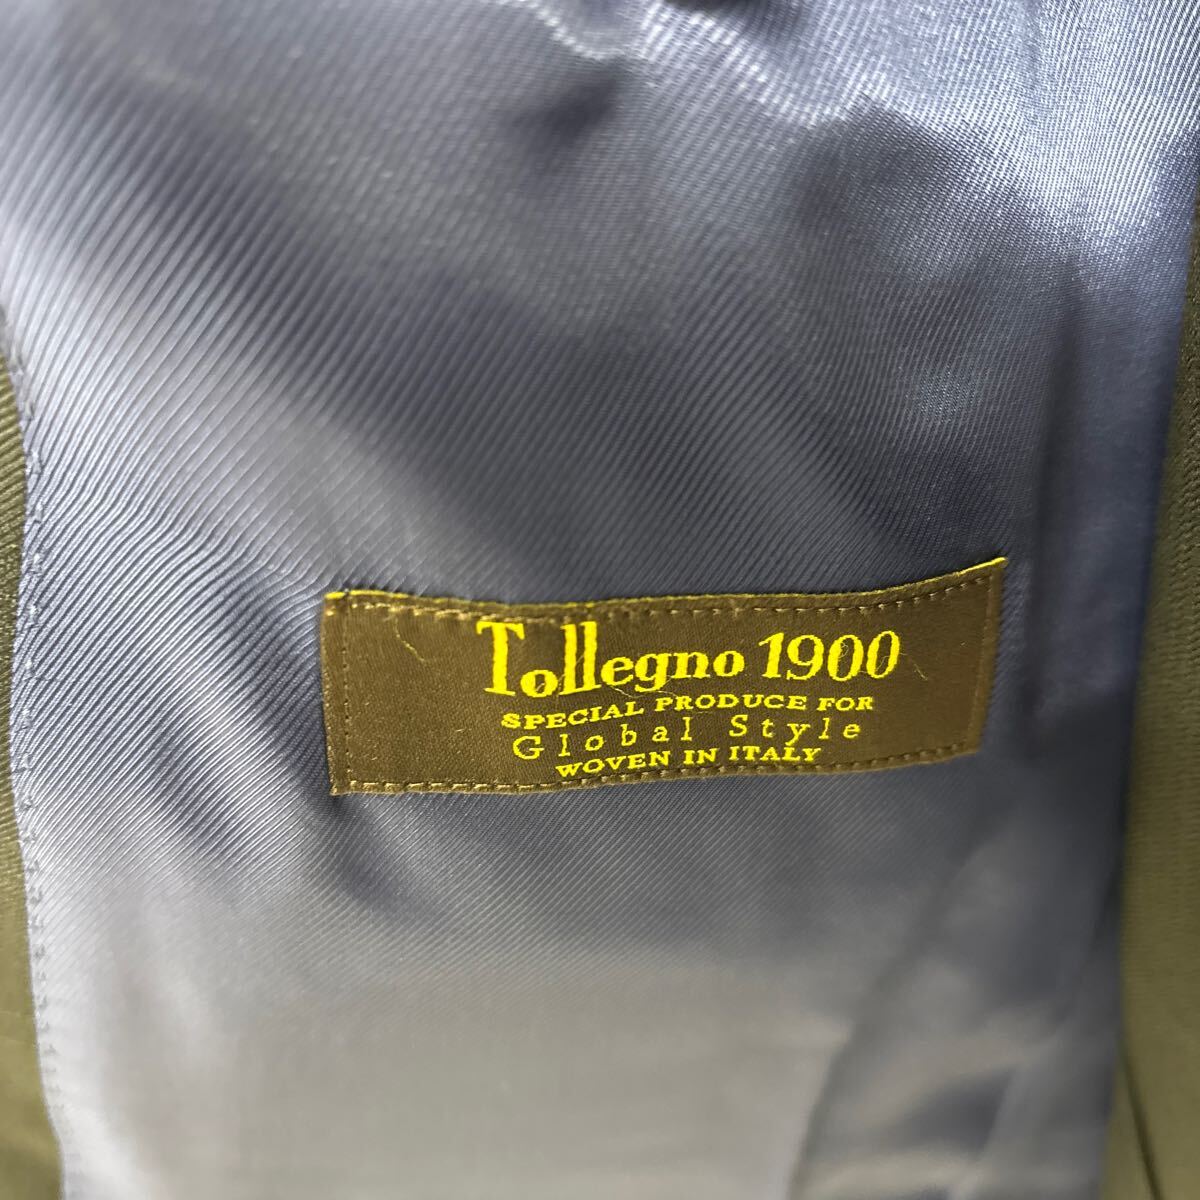 Tollegno 1900
SPECIAL PRODUCE FOR
Global Style
WOVEN IN ITALY